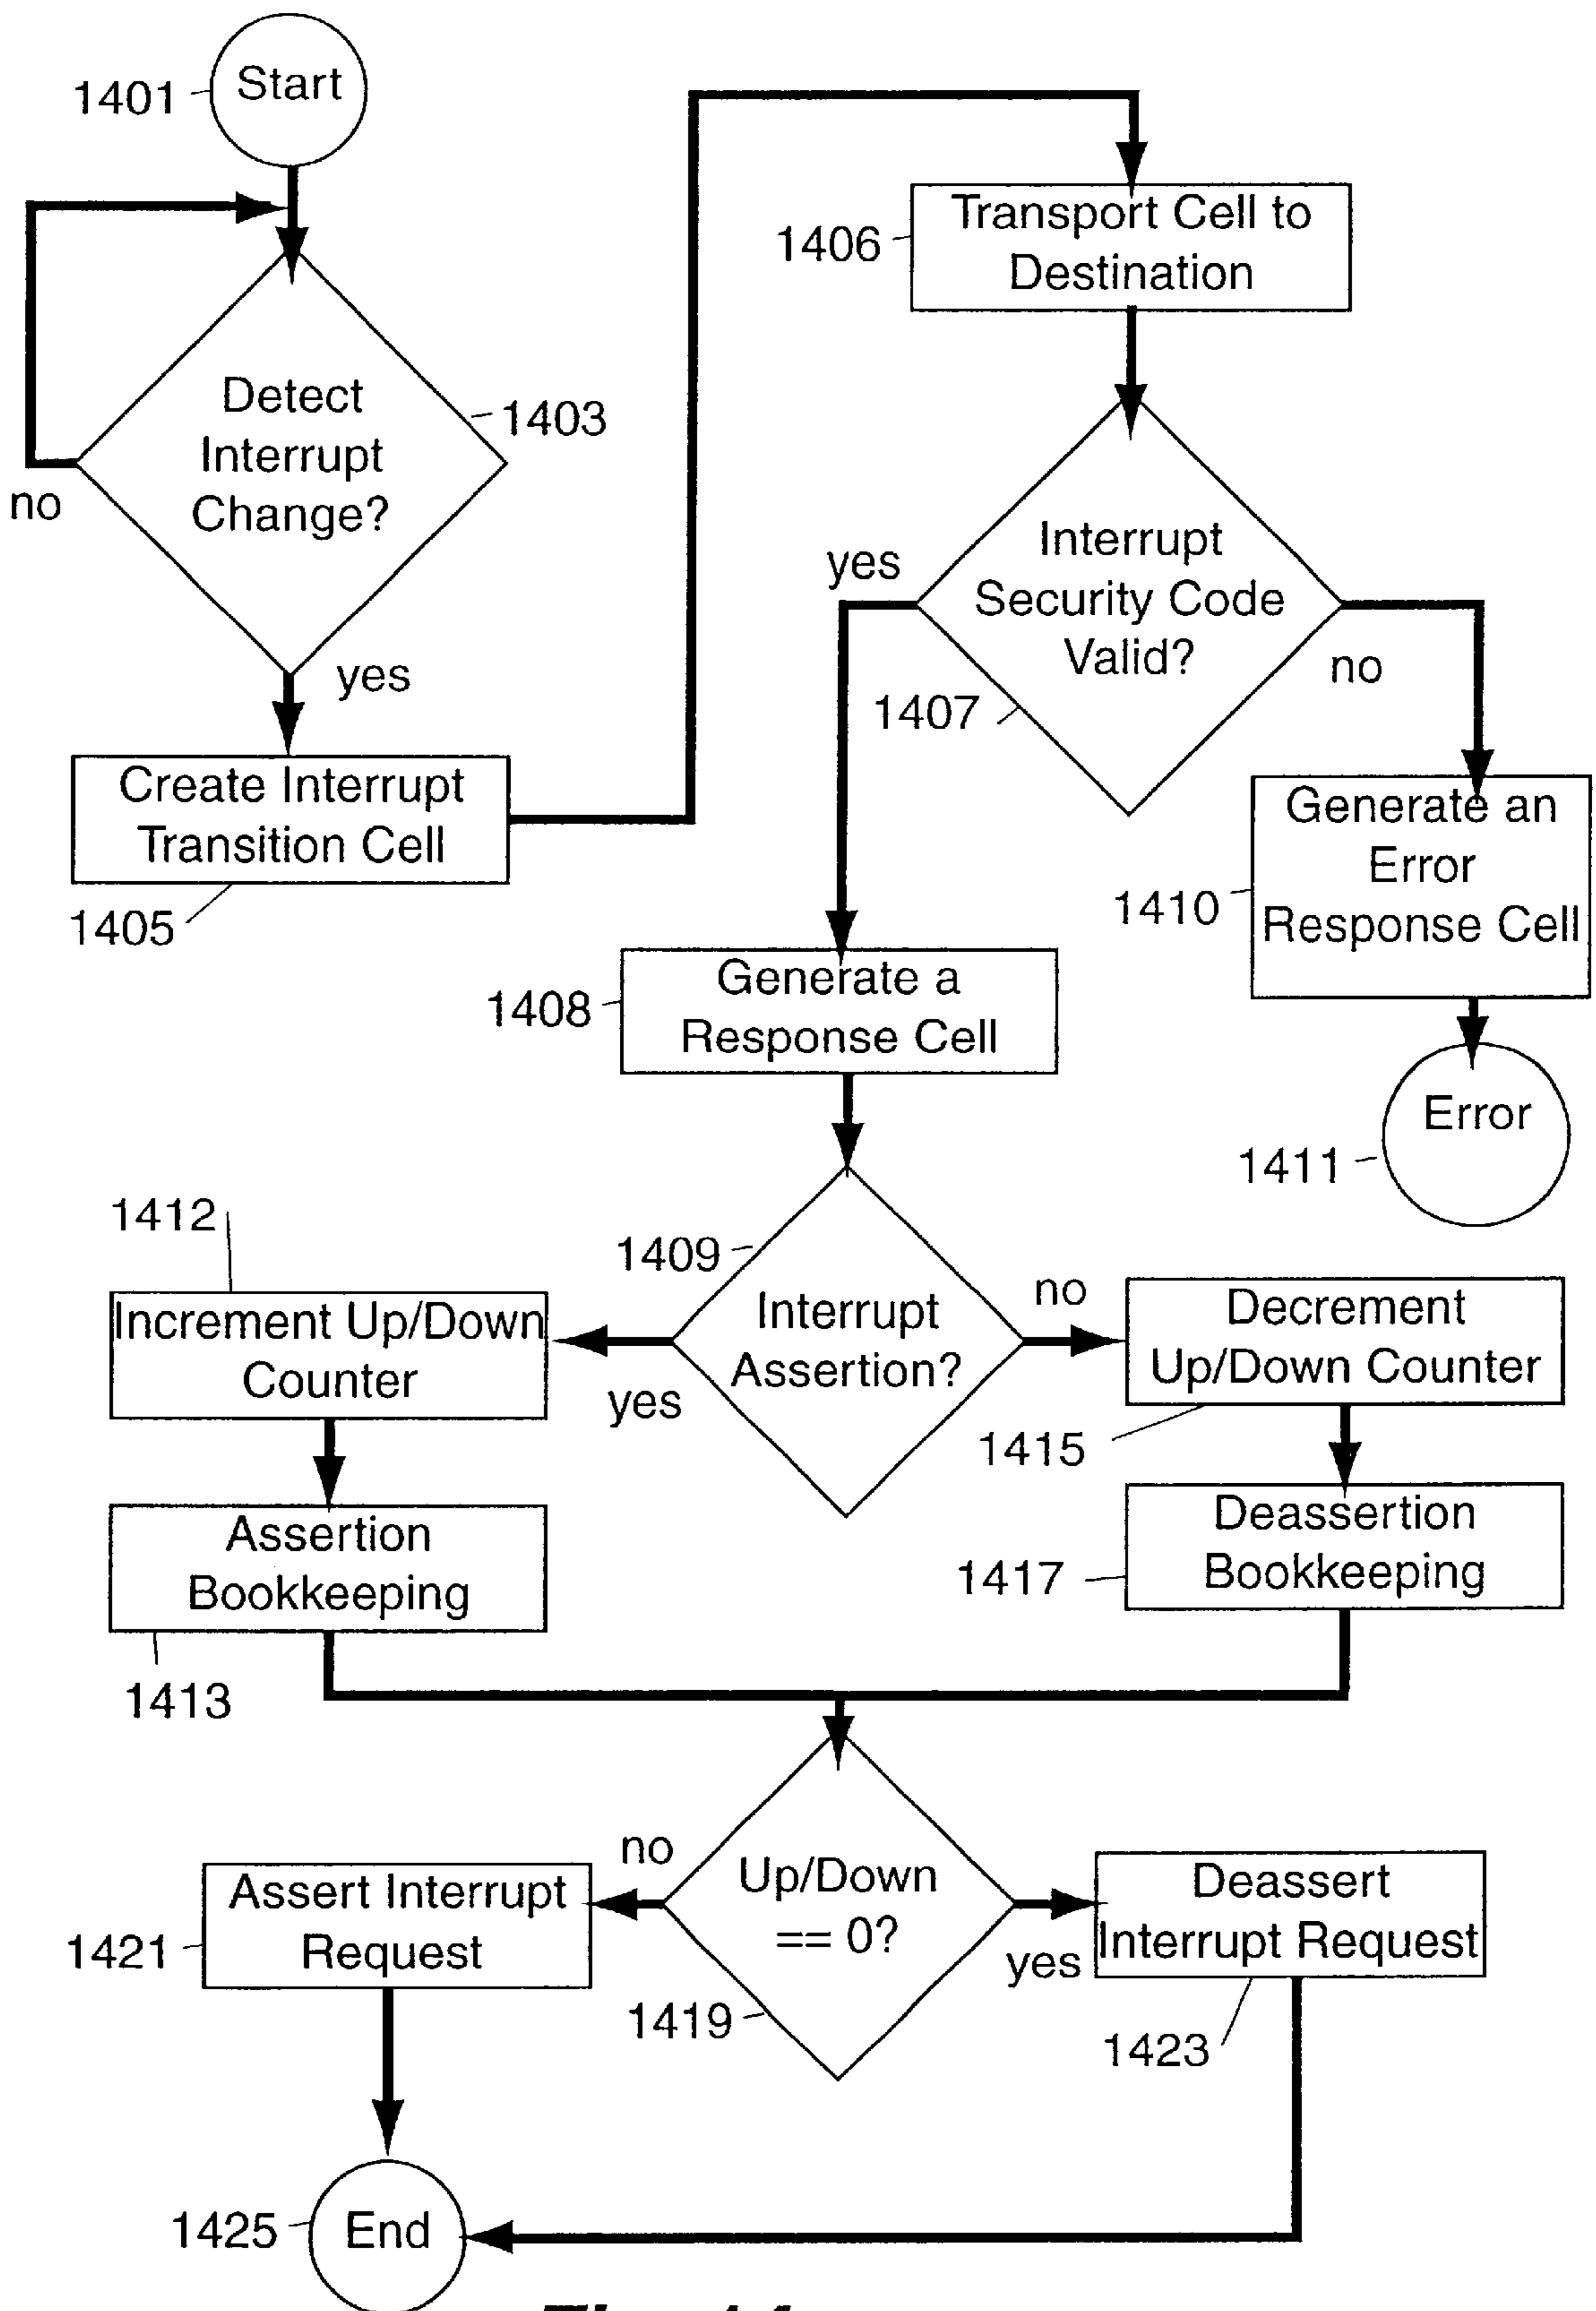 1401
Start
1406
Transport Cell to
Destination
Detect
Interrupt
Change?
1403
no
yes
Create Interrupt
Transition Cell
1405
Interrupt
Security Code
Valid?
yes
no
1407
Generate an
Error
Response Cell
1410
1408
Generate a
Response Cell
Error
1411
1412
Increment Up/Down
Counter
1409
Interrupt
Assertion?
yes
no
Decrement
Up/Down Counter
1415
Assertion
Bookkeeping
1413
Deassertion
Bookkeeping
1417
Up/Down
== 0?
no
yes
1419
Assert Interrupt
Request
1421
Deassert
Interrupt Request
1423
1425
End